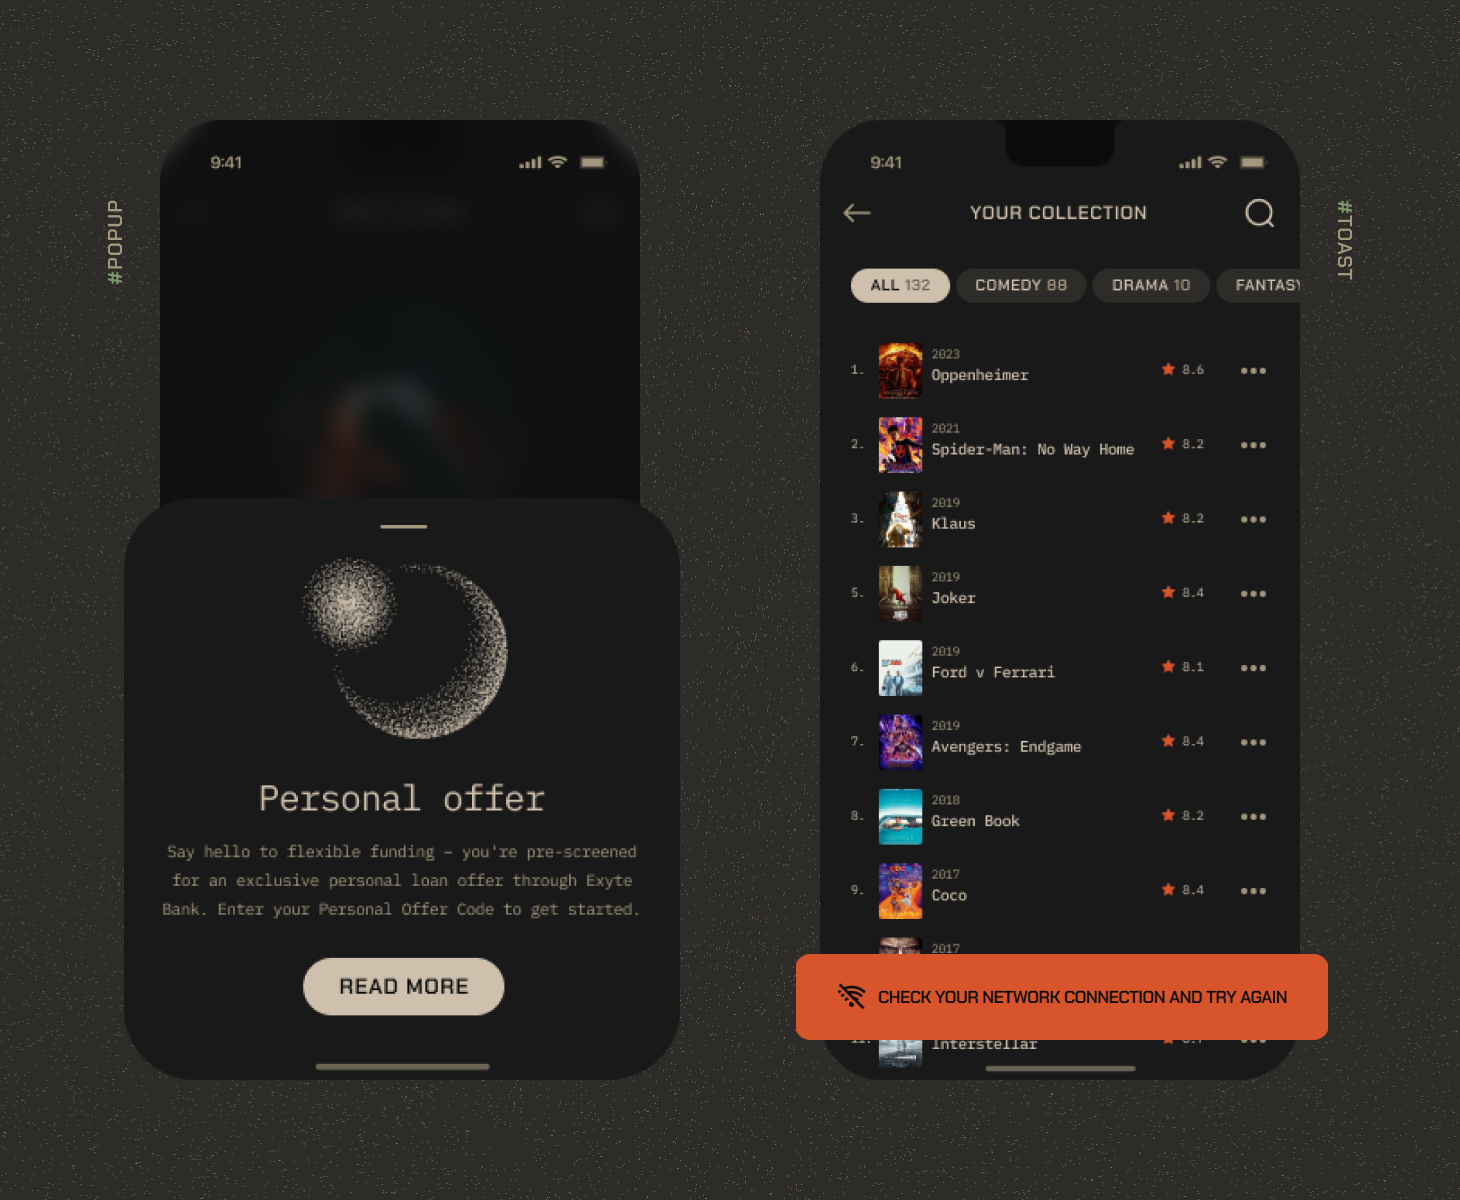 #POPUP
9:41
Personal offer
Say hello to flexible funding – you're pre-screened
for an exclusive personal loan offer through Exyte
Bank. Enter your Personal Offer Code to get started.
READ MORE
#TOAST
9:41
YOUR COLLECTION
ALL 132 COMEDY 88 DRAMA 10 FANTASY
2023
1. Oppenheimer 8.6
2021
2. Spider-Man: No Way Home 8.2
2019
3. Klaus 8.2
2019
5. Joker 8.4
2019
6. Ford v Ferrari 8.1
2019
7. Avengers: Endgame 8.4
2018
8. Green Book 8.2
2017
9. Coco 8.4
2017
CHECK YOUR NETWORK CONNECTION AND TRY AGAIN
11. Interstellar